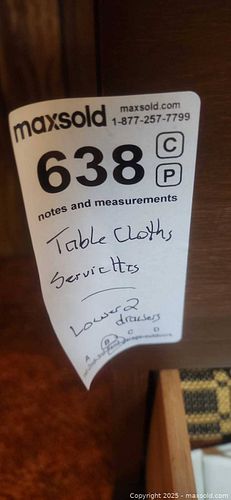 maxsold
maxsold.com
1-877-257-7799
638
C
P
notes and measurements
Table Cloths
Serviettes
Lower 2
drawers
A B C D
Copyright 2025 - maxsold.com